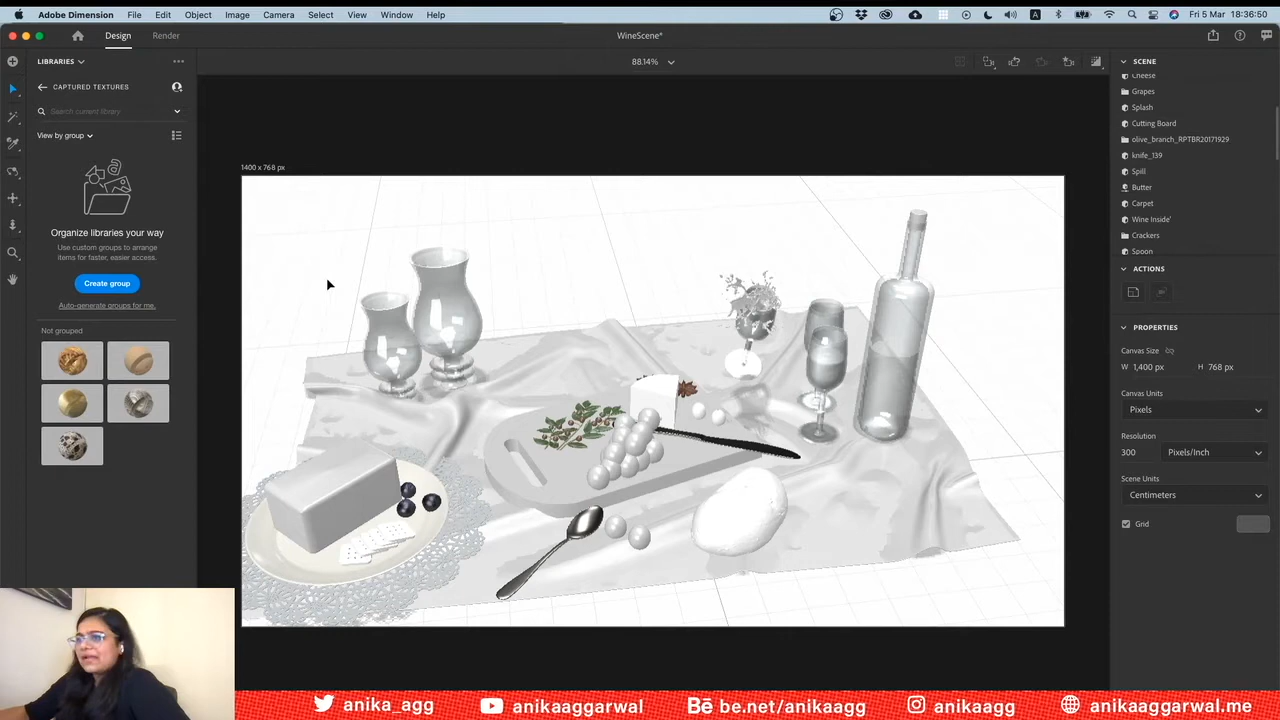 Adobe Dimension File Edit Object Image Camera Select View Window Help Fri 5 Mar 18:36:50
Design Render WineScene*
LIBRARIES
88.14%
CAPTURED TEXTURES
Search current library
View by group
Organize libraries your way
Use custom groups to arrange
items for faster, easier access.
Create group
Auto-generate groups for me.
Not grouped
1400 x 768 px
SCENE
Cheese
Grapes
Splash
Cutting Board
olive_branch_RPTBR20171929
knife_139
Spill
Butter
Carpet
Wine Inside'
Crackers
Spoon
ACTIONS
PROPERTIES
Canvas Size
W 1,400 px H 768 px
Canvas Units
Pixels
Resolution
300 Pixels/Inch
Scene Units
Centimeters
Grid
anika_agg anikaaggarwal be.net/anikaagg anikaagg anikaaggarwal.me